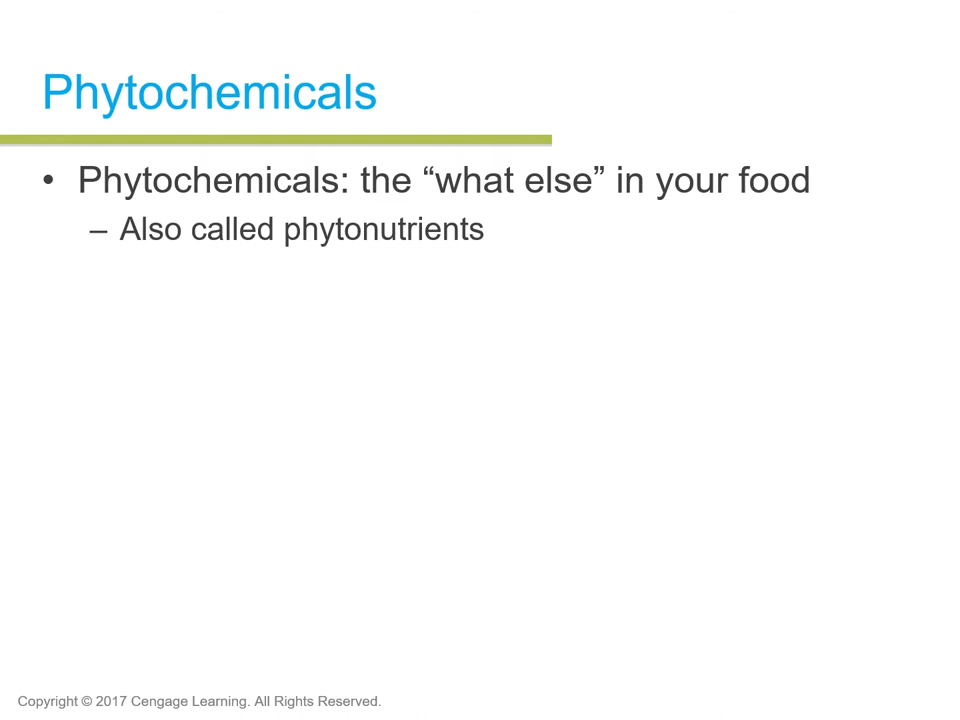 Phytochemicals
• Phytochemicals: the “what else” in your food
– Also called phytonutrients
Copyright © 2017 Cengage Learning. All Rights Reserved.